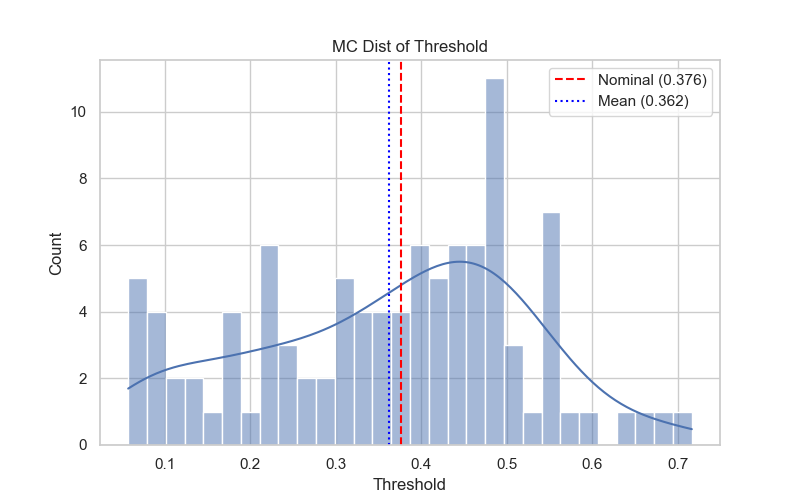 MC Dist of Threshold
Nominal (0.376)
Mean (0.362)
10
8
6
4
2
0
Count
0.1 0.2 0.3 0.4 0.5 0.6 0.7
Threshold